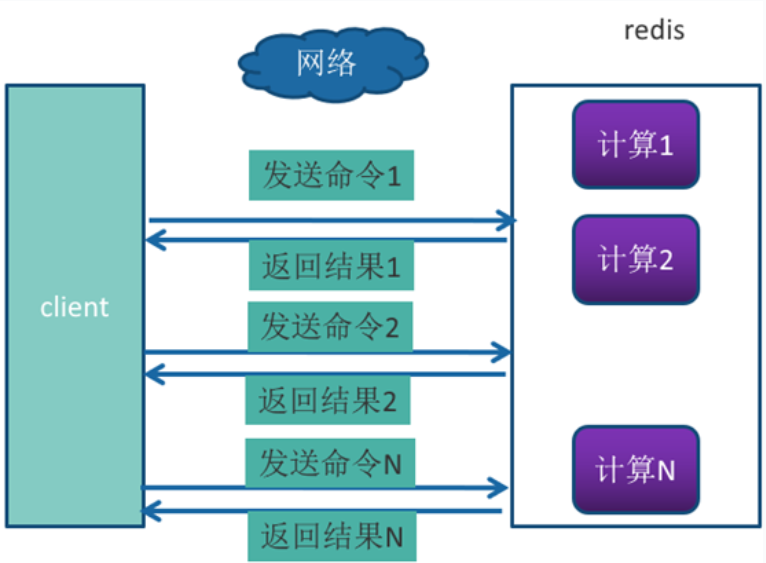 redis
网络
计算1
发送命令1
计算2
返回结果1
client
发送命令2
返回结果2
发送命令N
计算N
返回结果N